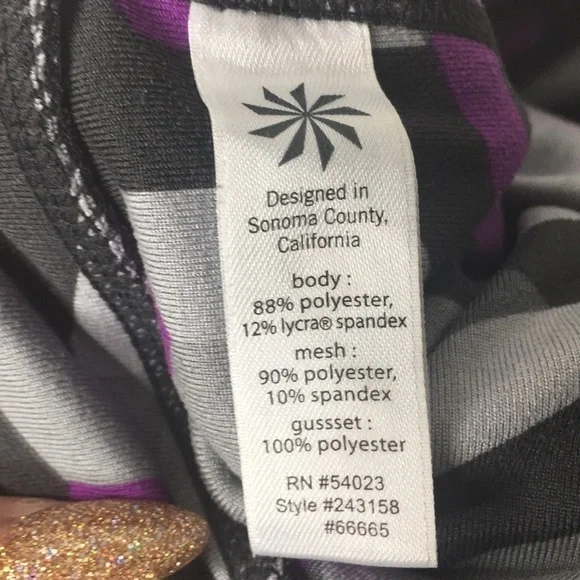 Designed in
Sonoma County,
California
body :
88% polyester,
12% lycra® spandex
mesh :
90% polyester,
10% spandex
gussset :
100% polyester
RN #54023
Style #243158
#66665